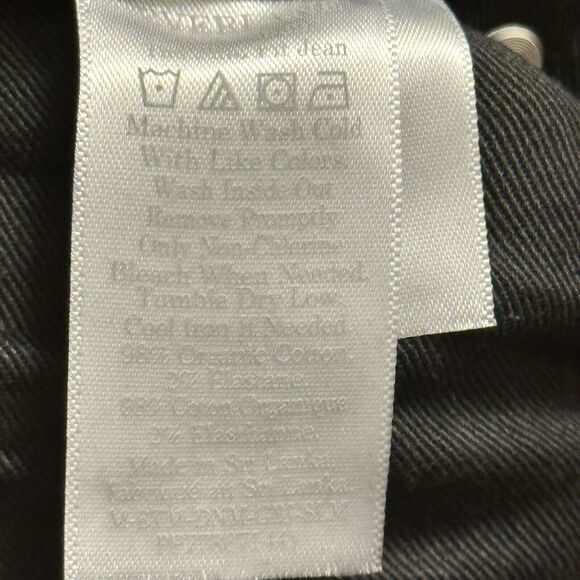 Jean
Machine Wash Cold
With Like Colors.
Wash Inside Out
Remove Promptly
Only Non-Chlorine
Bleach When Needed.
Tumble Dry Low.
Cool Iron if Needed.
98% Organic Cotton.
2% Elastane.
98% Coton Organique
2% Elasthanne.
Made in Sri Lanka.
Fabriqué en Sri Lanka.